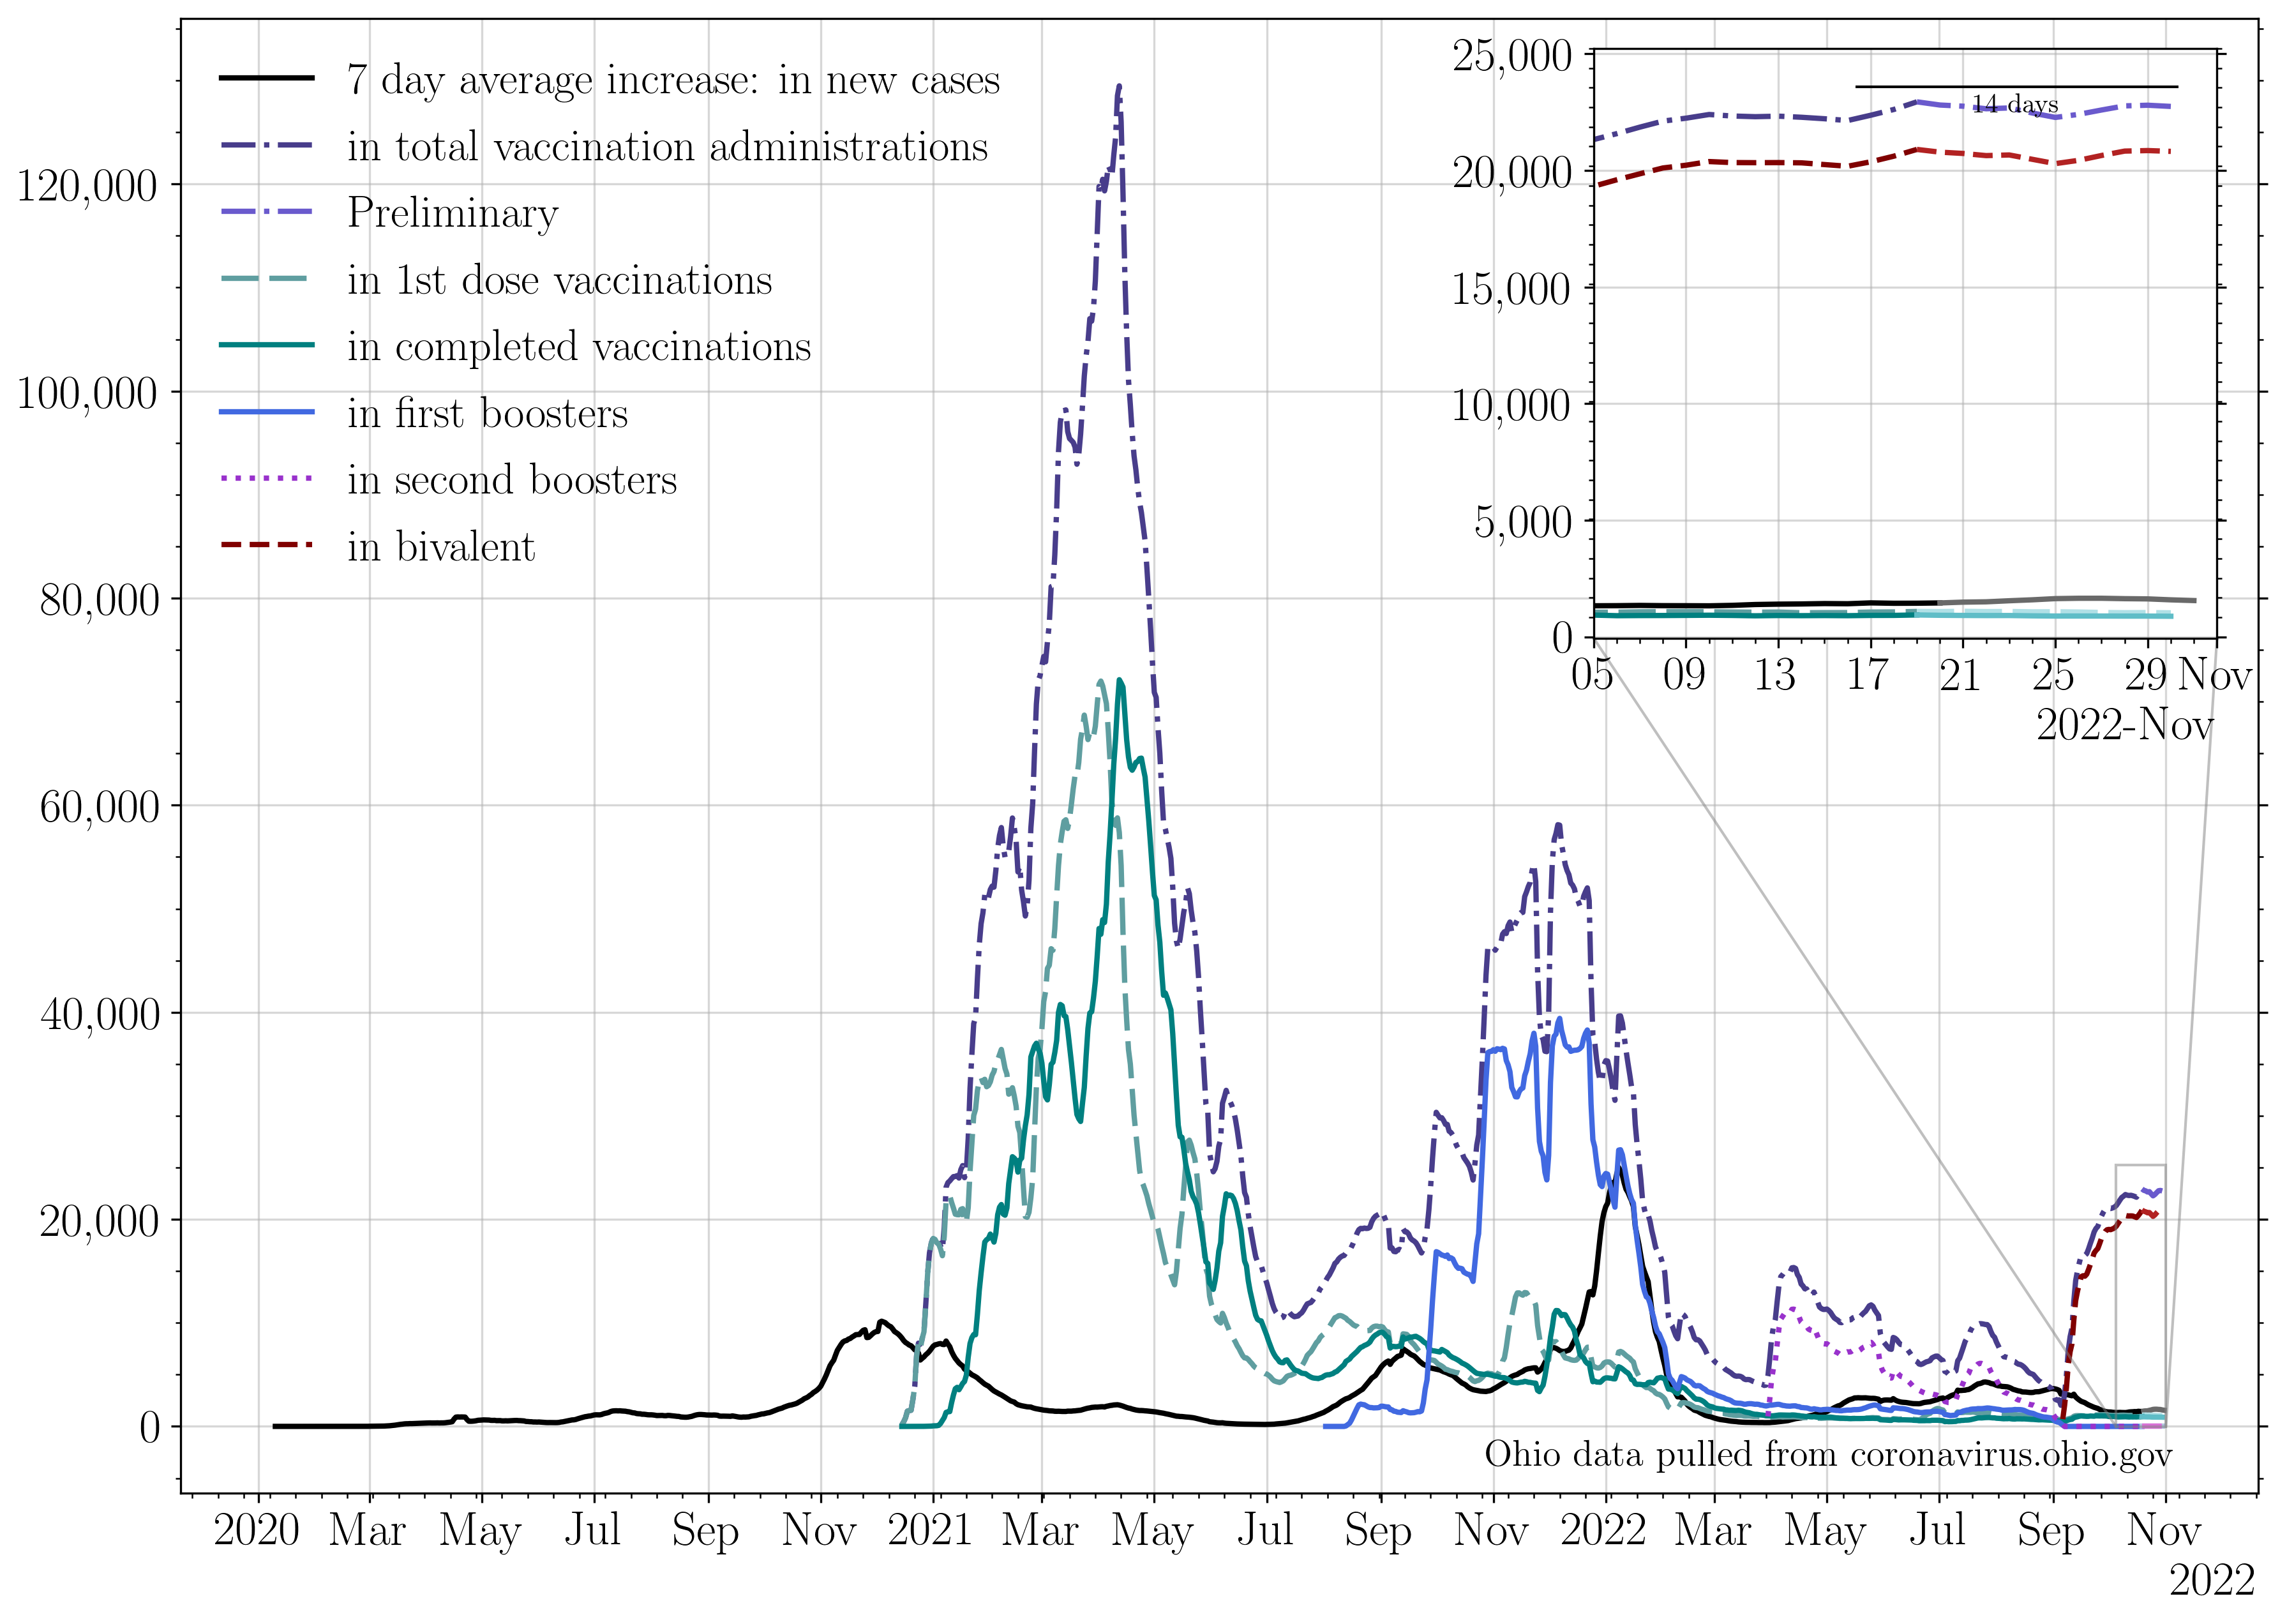 7 day average increase: in new cases
in total vaccination administrations
Preliminary
in 1st dose vaccinations
in completed vaccinations
in first boosters
in second boosters
in bivalent
120,000
100,000
80,000
60,000
40,000
20,000
0
25,000
20,000
15,000
10,000
5,000
0
14 days
05 09 13 17 21 25 29 Nov
2022-Nov
Ohio data pulled from coronavirus.ohio.gov
2020 Mar May Jul Sep Nov 2021 Mar May Jul Sep Nov 2022 Mar May Jul Sep Nov
2022